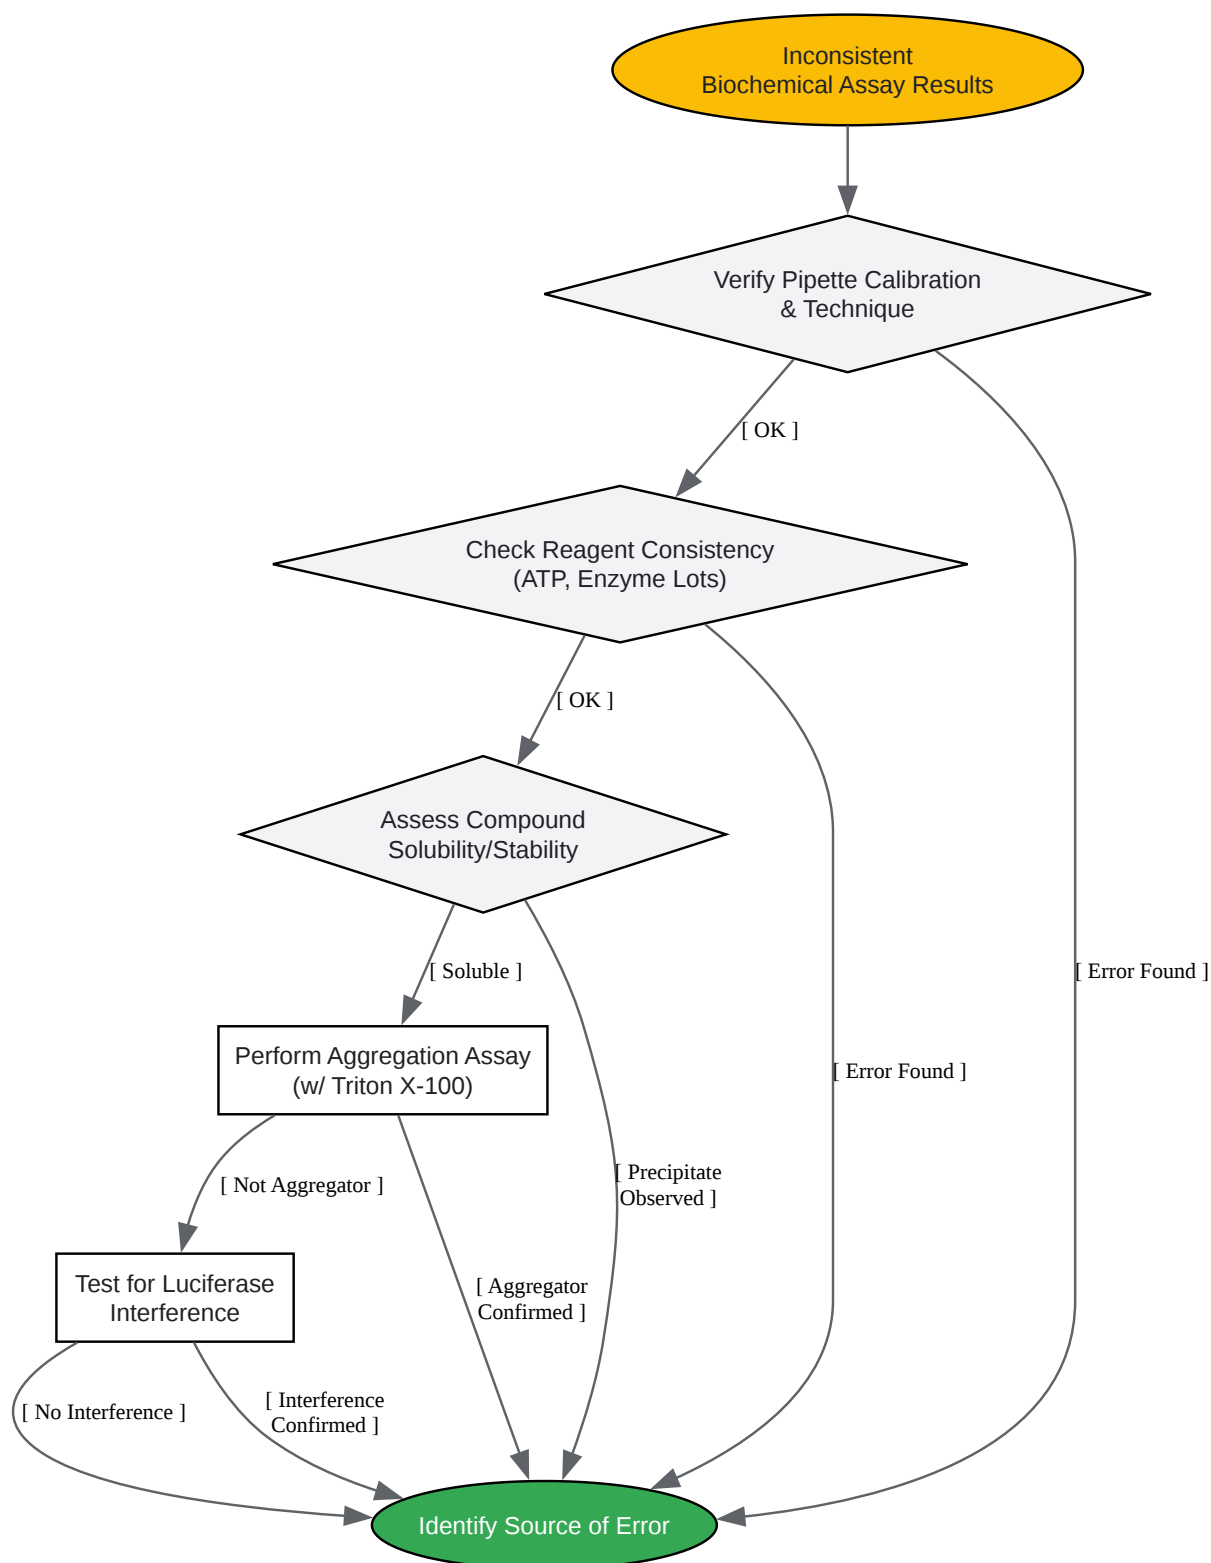 Inconsistent
Biochemical Assay Results
Verify Pipette Calibration
& Technique
[ OK ]
Check Reagent Consistency
(ATP, Enzyme Lots)
[ OK ]
Assess Compound
Solubility/Stability
[ Soluble ]
[ Error Found ]
Perform Aggregation Assay
(w/ Triton X-100)
[ Error Found ]
[ Not Aggregator ]
[ Precipitate
Observed ]
Test for Luciferase
Interference
[ Aggregator
Confirmed ]
[ No Interference ]
[ Interference
Confirmed ]
Identify Source of Error